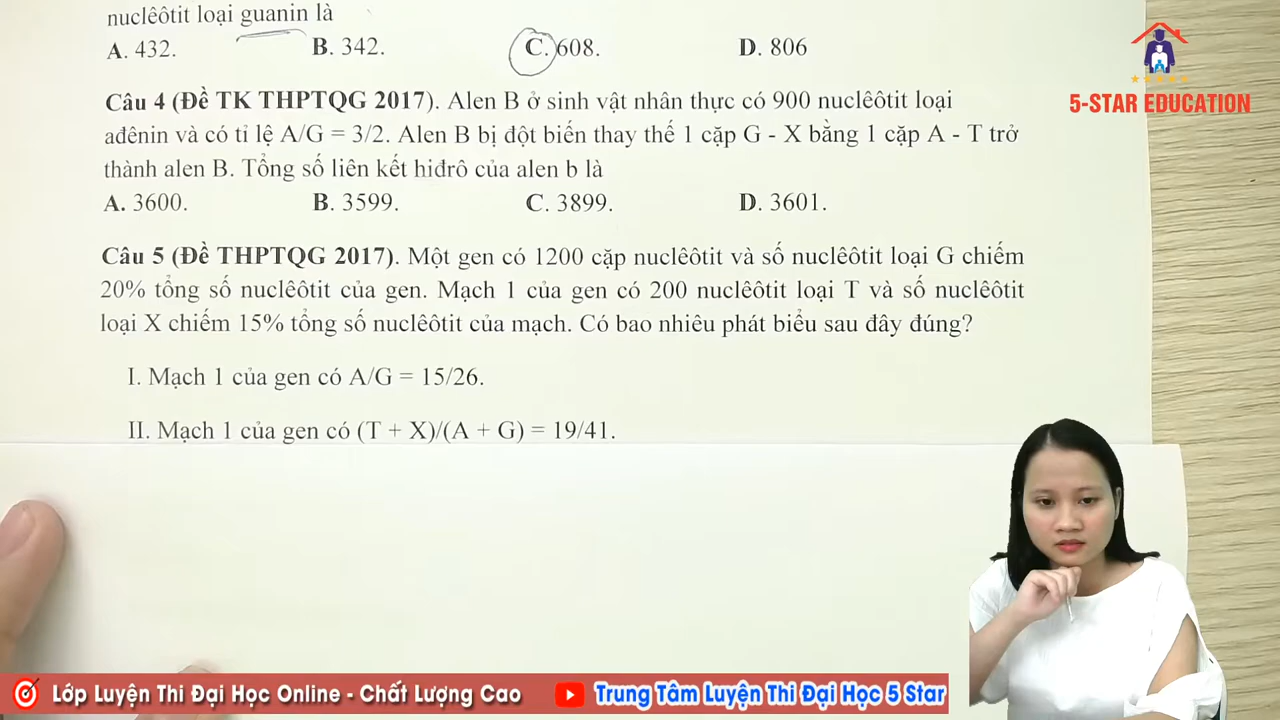 nuclêôtit loại guanin là
A. 432. B. 342. C. 608. D. 806
Câu 4 (Đề TK THPTQG 2017). Alen B ở sinh vật nhân thực có 900 nuclêôtit loại
ađênin và có tỉ lệ A/G = 3/2. Alen B bị đột biến thay thế 1 cặp G - X bằng 1 cặp A - T trở
thành alen B. Tổng số liên kết hiđrô của alen b là
A. 3600. B. 3599. C. 3899. D. 3601.
Câu 5 (Đề THPTQG 2017). Một gen có 1200 cặp nuclêôtit và số nuclêôtit loại G chiếm
20% tổng số nuclêôtit của gen. Mạch 1 của gen có 200 nuclêôtit loại T và số nuclêôtit
loại X chiếm 15% tổng số nuclêôtit của mạch. Có bao nhiêu phát biểu sau đây đúng?
I. Mạch 1 của gen có A/G = 15/26.
II. Mạch 1 của gen có (T + X)/(A + G) = 19/41.
5-STAR EDUCATION
Lớp Luyện Thi Đại Học Online - Chất Lượng Cao
Trung Tâm Luyện Thi Đại Học 5 Star